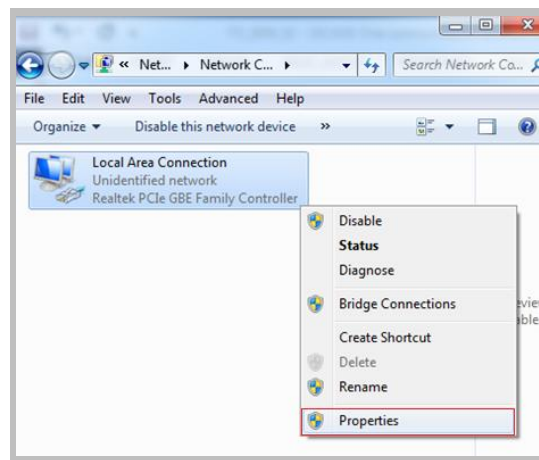 Net... Network C...
Search Network Co...
File Edit View Tools Advanced Help
Organize Disable this network device »
Local Area Connection
Unidentified network
Realtek PCIe GBE Family Controller
Disable
Status
Diagnose
Bridge Connections
Create Shortcut
Delete
Rename
Properties